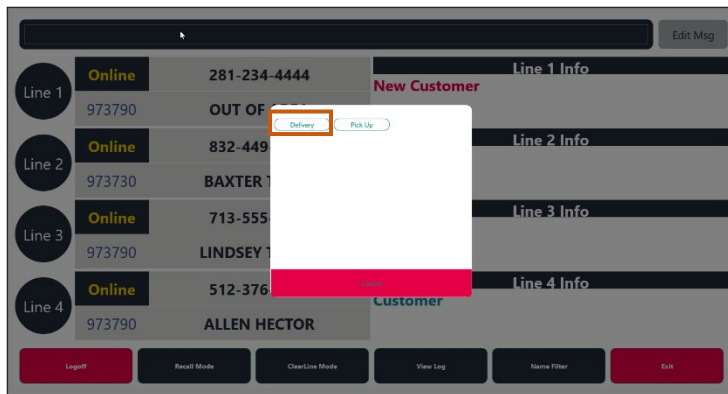 Edit Msg
Line 1
Online
281-234-4444
Line 1 Info
New Customer
973790
OUT OF
Delivery
Pick Up
Line 2
Online
832-449
Line 2 Info
973730
BAXTER
Line 3
Online
713-555
Line 3 Info
973790
LINDSEY
Line 4
Online
512-376
Cancel
Line 4 Info
Customer
973790
ALLEN HECTOR
Logoff
Recall Mode
ClearLine Mode
View Log
Name Filter
Exit